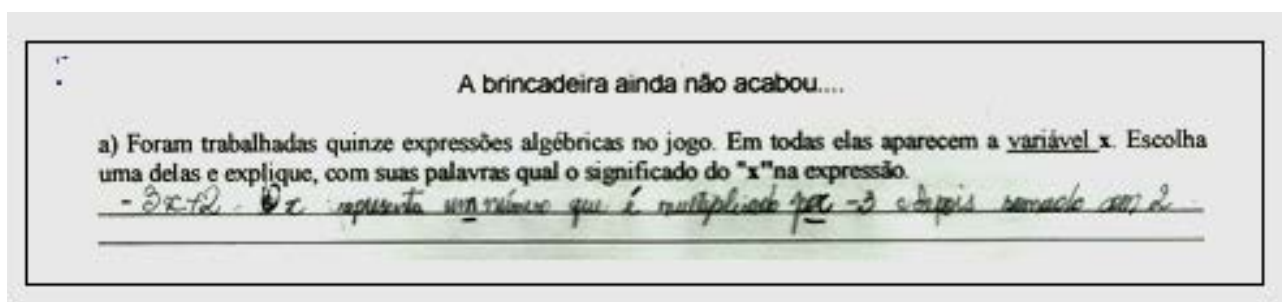 A brincadeira ainda não acabou....
a) Foram trabalhadas quinze expressões algébricas no jogo. Em todas elas aparecem a variável x. Escolha
uma delas e explique, com suas palavras qual o significado do "x"na expressão.
- 3x+2. O x representa um número que é multiplicado por -3 e depois somado com 2